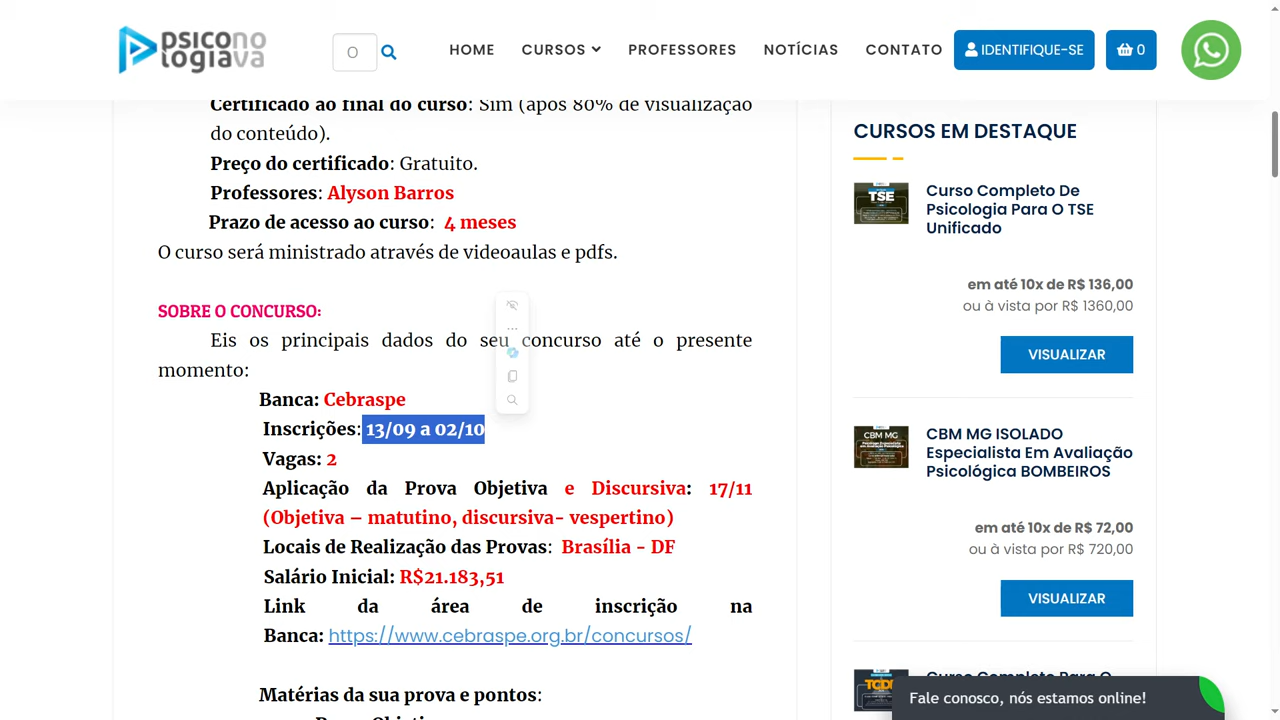 psicono
logiava
O
HOME
CURSOS
PROFESSORES
NOTÍCIAS
CONTATO
IDENTIFIQUE-SE
0
Certificado ao final do curso: Sim (após 80% de visualização
do conteúdo).
Preço do certificado: Gratuito.
Professores: Alyson Barros
Prazo de acesso ao curso: 4 meses
O curso será ministrado através de videoaulas e pdfs.
SOBRE O CONCURSO:
Eis os principais dados do seu concurso até o presente
momento:
Banca: Cebraspe
Inscrições: 13/09 a 02/10
Vagas: 2
Aplicação da Prova Objetiva e Discursiva: 17/11
(Objetiva – matutino, discursiva- vespertino)
Locais de Realização das Provas: Brasília - DF
Salário Inicial: R$21.183,51
Link da área de inscrição na
Banca: https://www.cebraspe.org.br/concursos/
Matérias da sua prova e pontos:
CURSOS EM DESTAQUE
TSE
Curso Completo De
Psicologia Para O TSE
Unificado
em até 10x de R$ 136,00
ou à vista por R$ 1360,00
VISUALIZAR
CBM MG
CBM MG ISOLADO
Especialista Em Avaliação
Psicológica BOMBEIROS
em até 10x de R$ 72,00
ou à vista por R$ 720,00
VISUALIZAR
Curso Completo Para O
Fale conosco, nós estamos online!